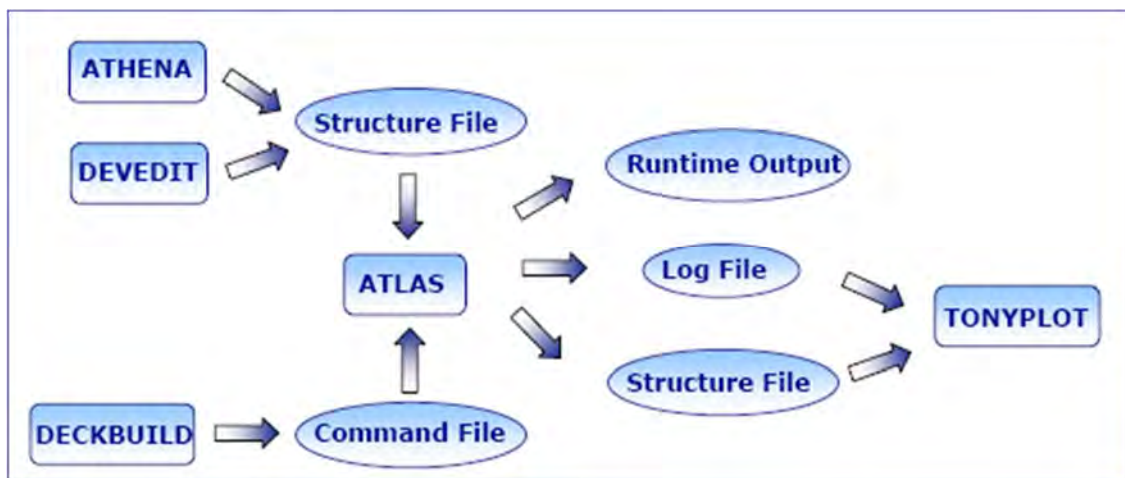 ATHENA
Structure File
DEVEDIT
Runtime Output
ATLAS
Log File
TONYPLOT
Structure File
DECKBUILD
Command File